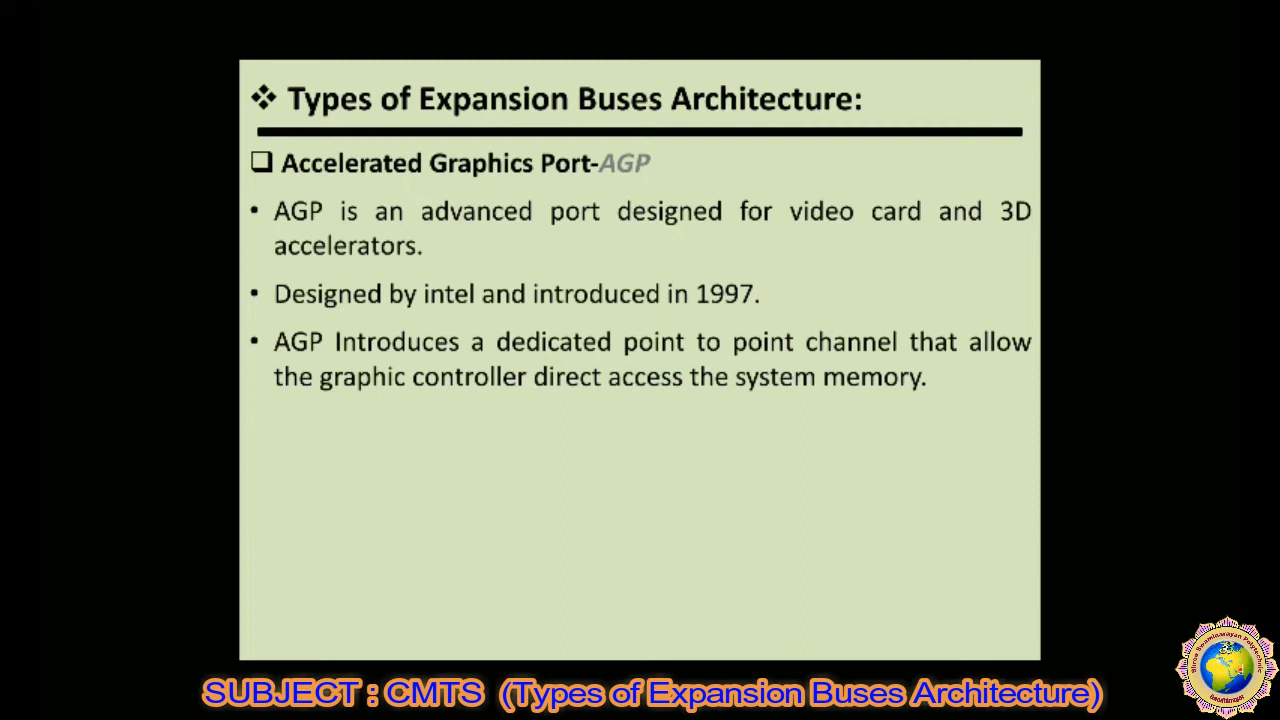 ❖ Types of Expansion Buses Architecture:
❑ Accelerated Graphics Port-AGP
• AGP is an advanced port designed for video card and 3D
accelerators.
• Designed by intel and introduced in 1997.
• AGP Introduces a dedicated point to point channel that allow
the graphic controller direct access the system memory.
SUBJECT : CMTS (Types of Expansion Buses Architecture)